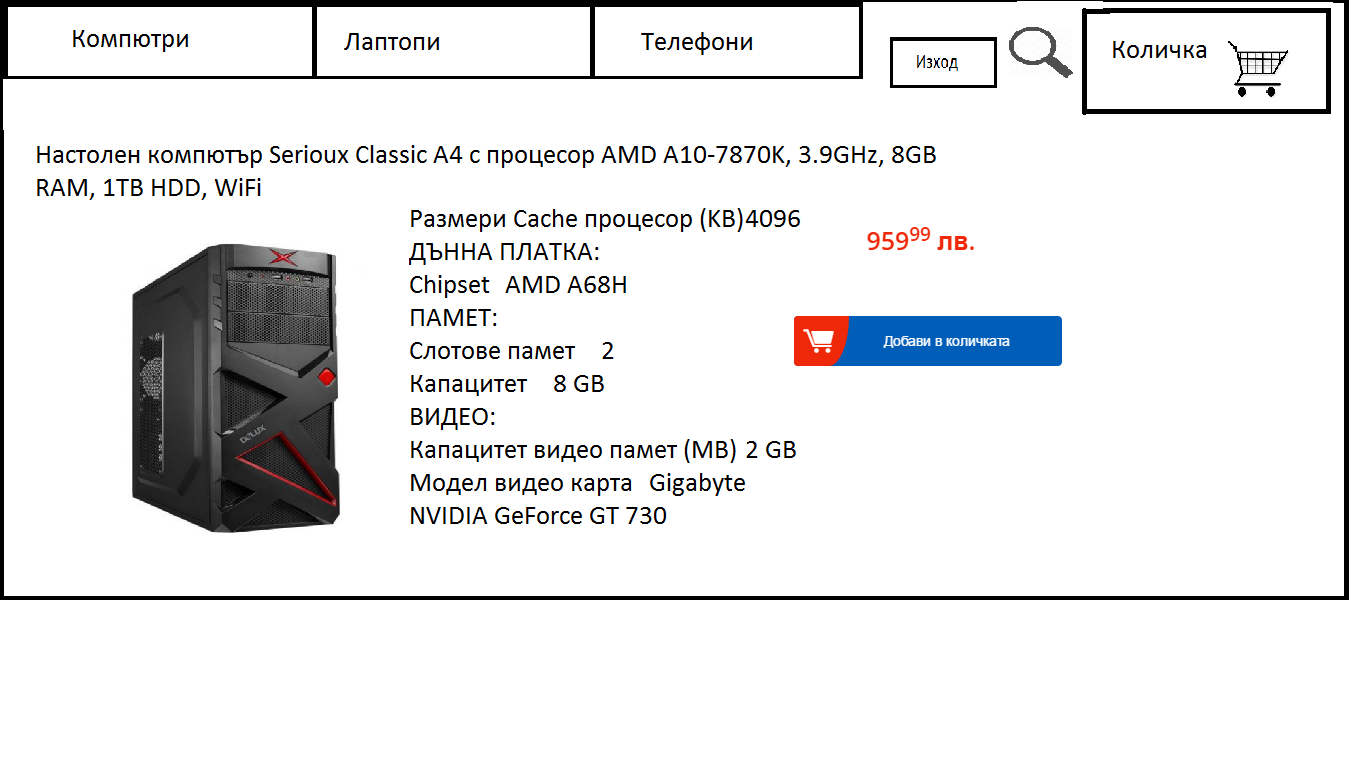 Компютри
Лаптопи
Телефони
Изход
Количка
Настолен компютър Serioux Classic A4 с процесор AMD A10-7870K, 3.9GHz, 8GB
RAM, 1TB HDD, WiFi
Размери Cache процесор (KB)4096
959⁹⁹ лв.
ДЪННА ПЛАТКА:
Chipset AMD A68H
ПАМЕТ:
Слотове памет 2
Добави в количката
Капацитет 8 GB
ВИДЕО:
Капацитет видео памет (MB) 2 GB
Модел видео карта Gigabyte
NVIDIA GeForce GT 730
DELUX